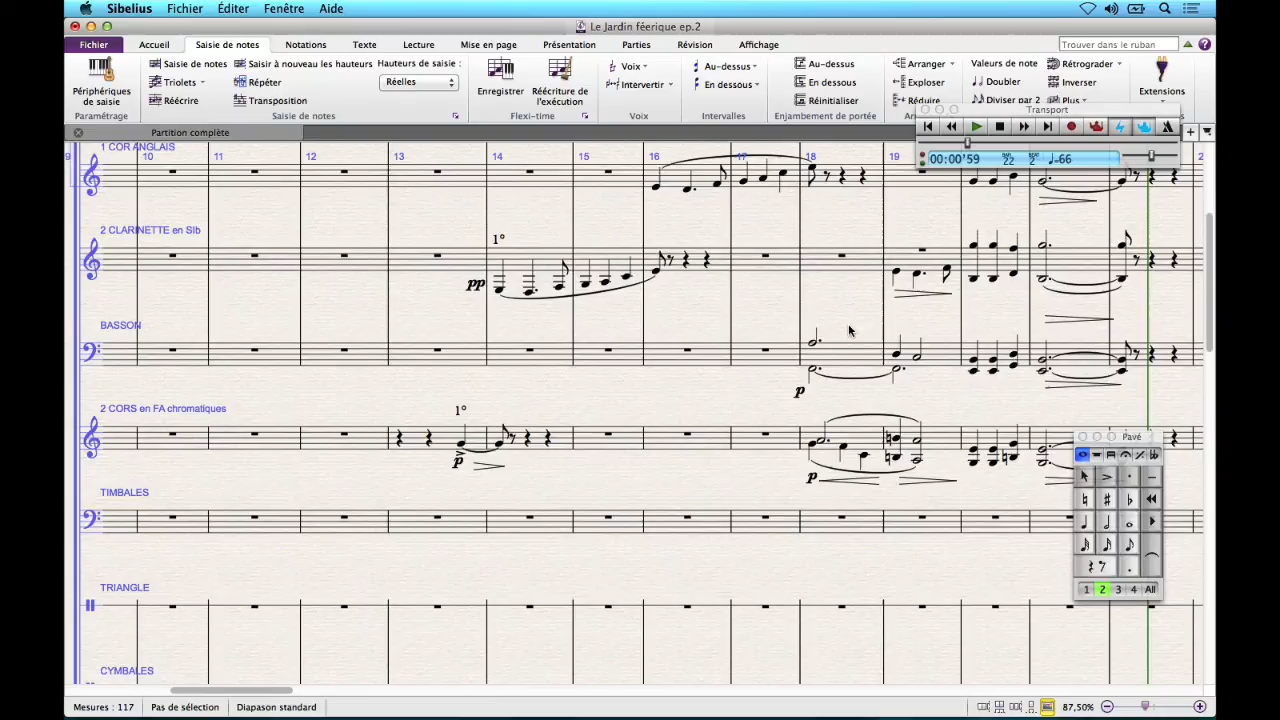 Sibelius Fichier Éditer Fenêtre Aide
Le Jardin féerique ep.2
Fichier Accueil Saisie de notes Notations Texte Lecture Mise en page Présentation Parties Révision Affichage Trouver dans le ruban
Périphériques de saisie
Paramétrage
Saisie de notes Saisir à nouveau les hauteurs
Triolets Répéter
Réécrire Transposition
Saisie de notes
Hauteurs de saisie :
Réelles
Enregistrer
Réécriture de l'exécution
Flexi-time
Voix
Intervertir
Voix
Au-dessus
En dessous
Intervalles
Au-dessus
En dessous
Réinitialiser
Enjambement de portée
Arranger
Exploser
Réduire
Valeurs de note
Doubler
Diviser par 2
Rétrograder
Inverser
Plus
Extensions
Transport
00:00'59 22 2 66
Partition complète
9 10 11 12 13 14 15 16 17 18 19
1 COR ANGLAIS
2 CLARINETTE en SIb
1°
pp
BASSON
p
2 CORS en FA chromatiques
1°
p
p
Pavé
TIMBALES
TRIANGLE
1 2 3 4 All
CYMBALES
Mesures : 117 Pas de sélection Diapason standard 87,50%